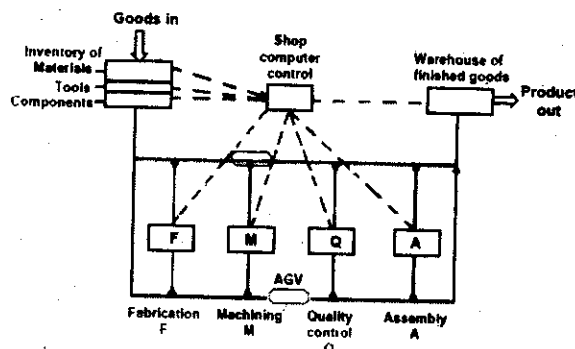 Goods in
Inventory of
Materials
Tools
Components
Shop
computer
control
Warehouse of
finished goods
Product
out
F
M
Q
A
AGV
Fabrication
F
Machining
M
Quality
control
Q
Assembly
A